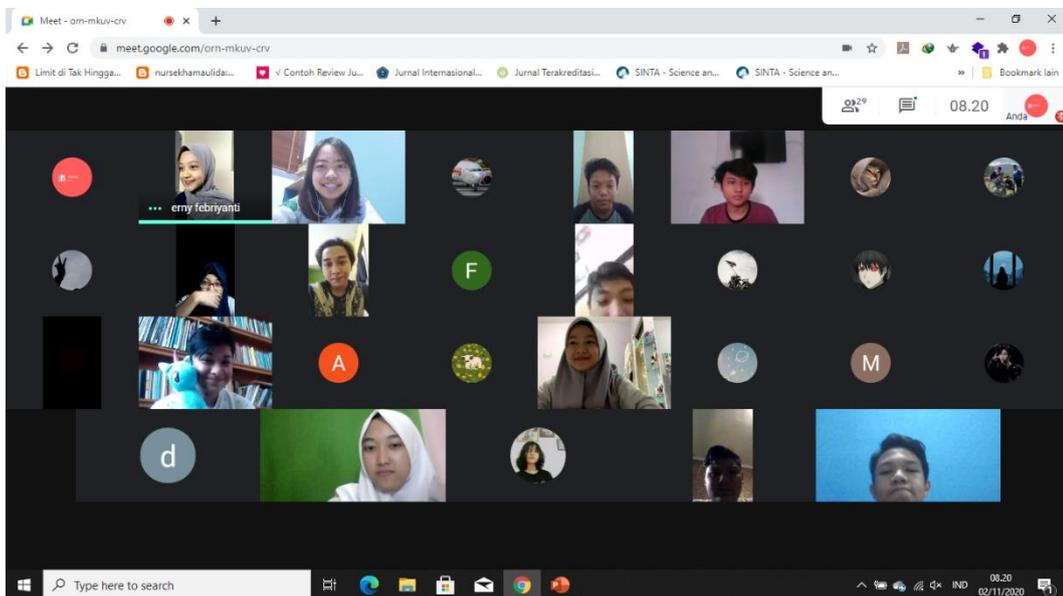 Meet - orn-mkuv-crv
meet.google.com/orn-mkuv-crv
Limit di Tak Hingga... nursekhamaulida:... √ Contoh Review Ju... Jurnal Internasional... Jurnal Terakreditasi... SINTA - Science an... SINTA - Science an... » Bookmark lain
29 08.20 Anda
erny febriyanti
F
A M
d
Type here to search
IND 08.20
02/11/2020